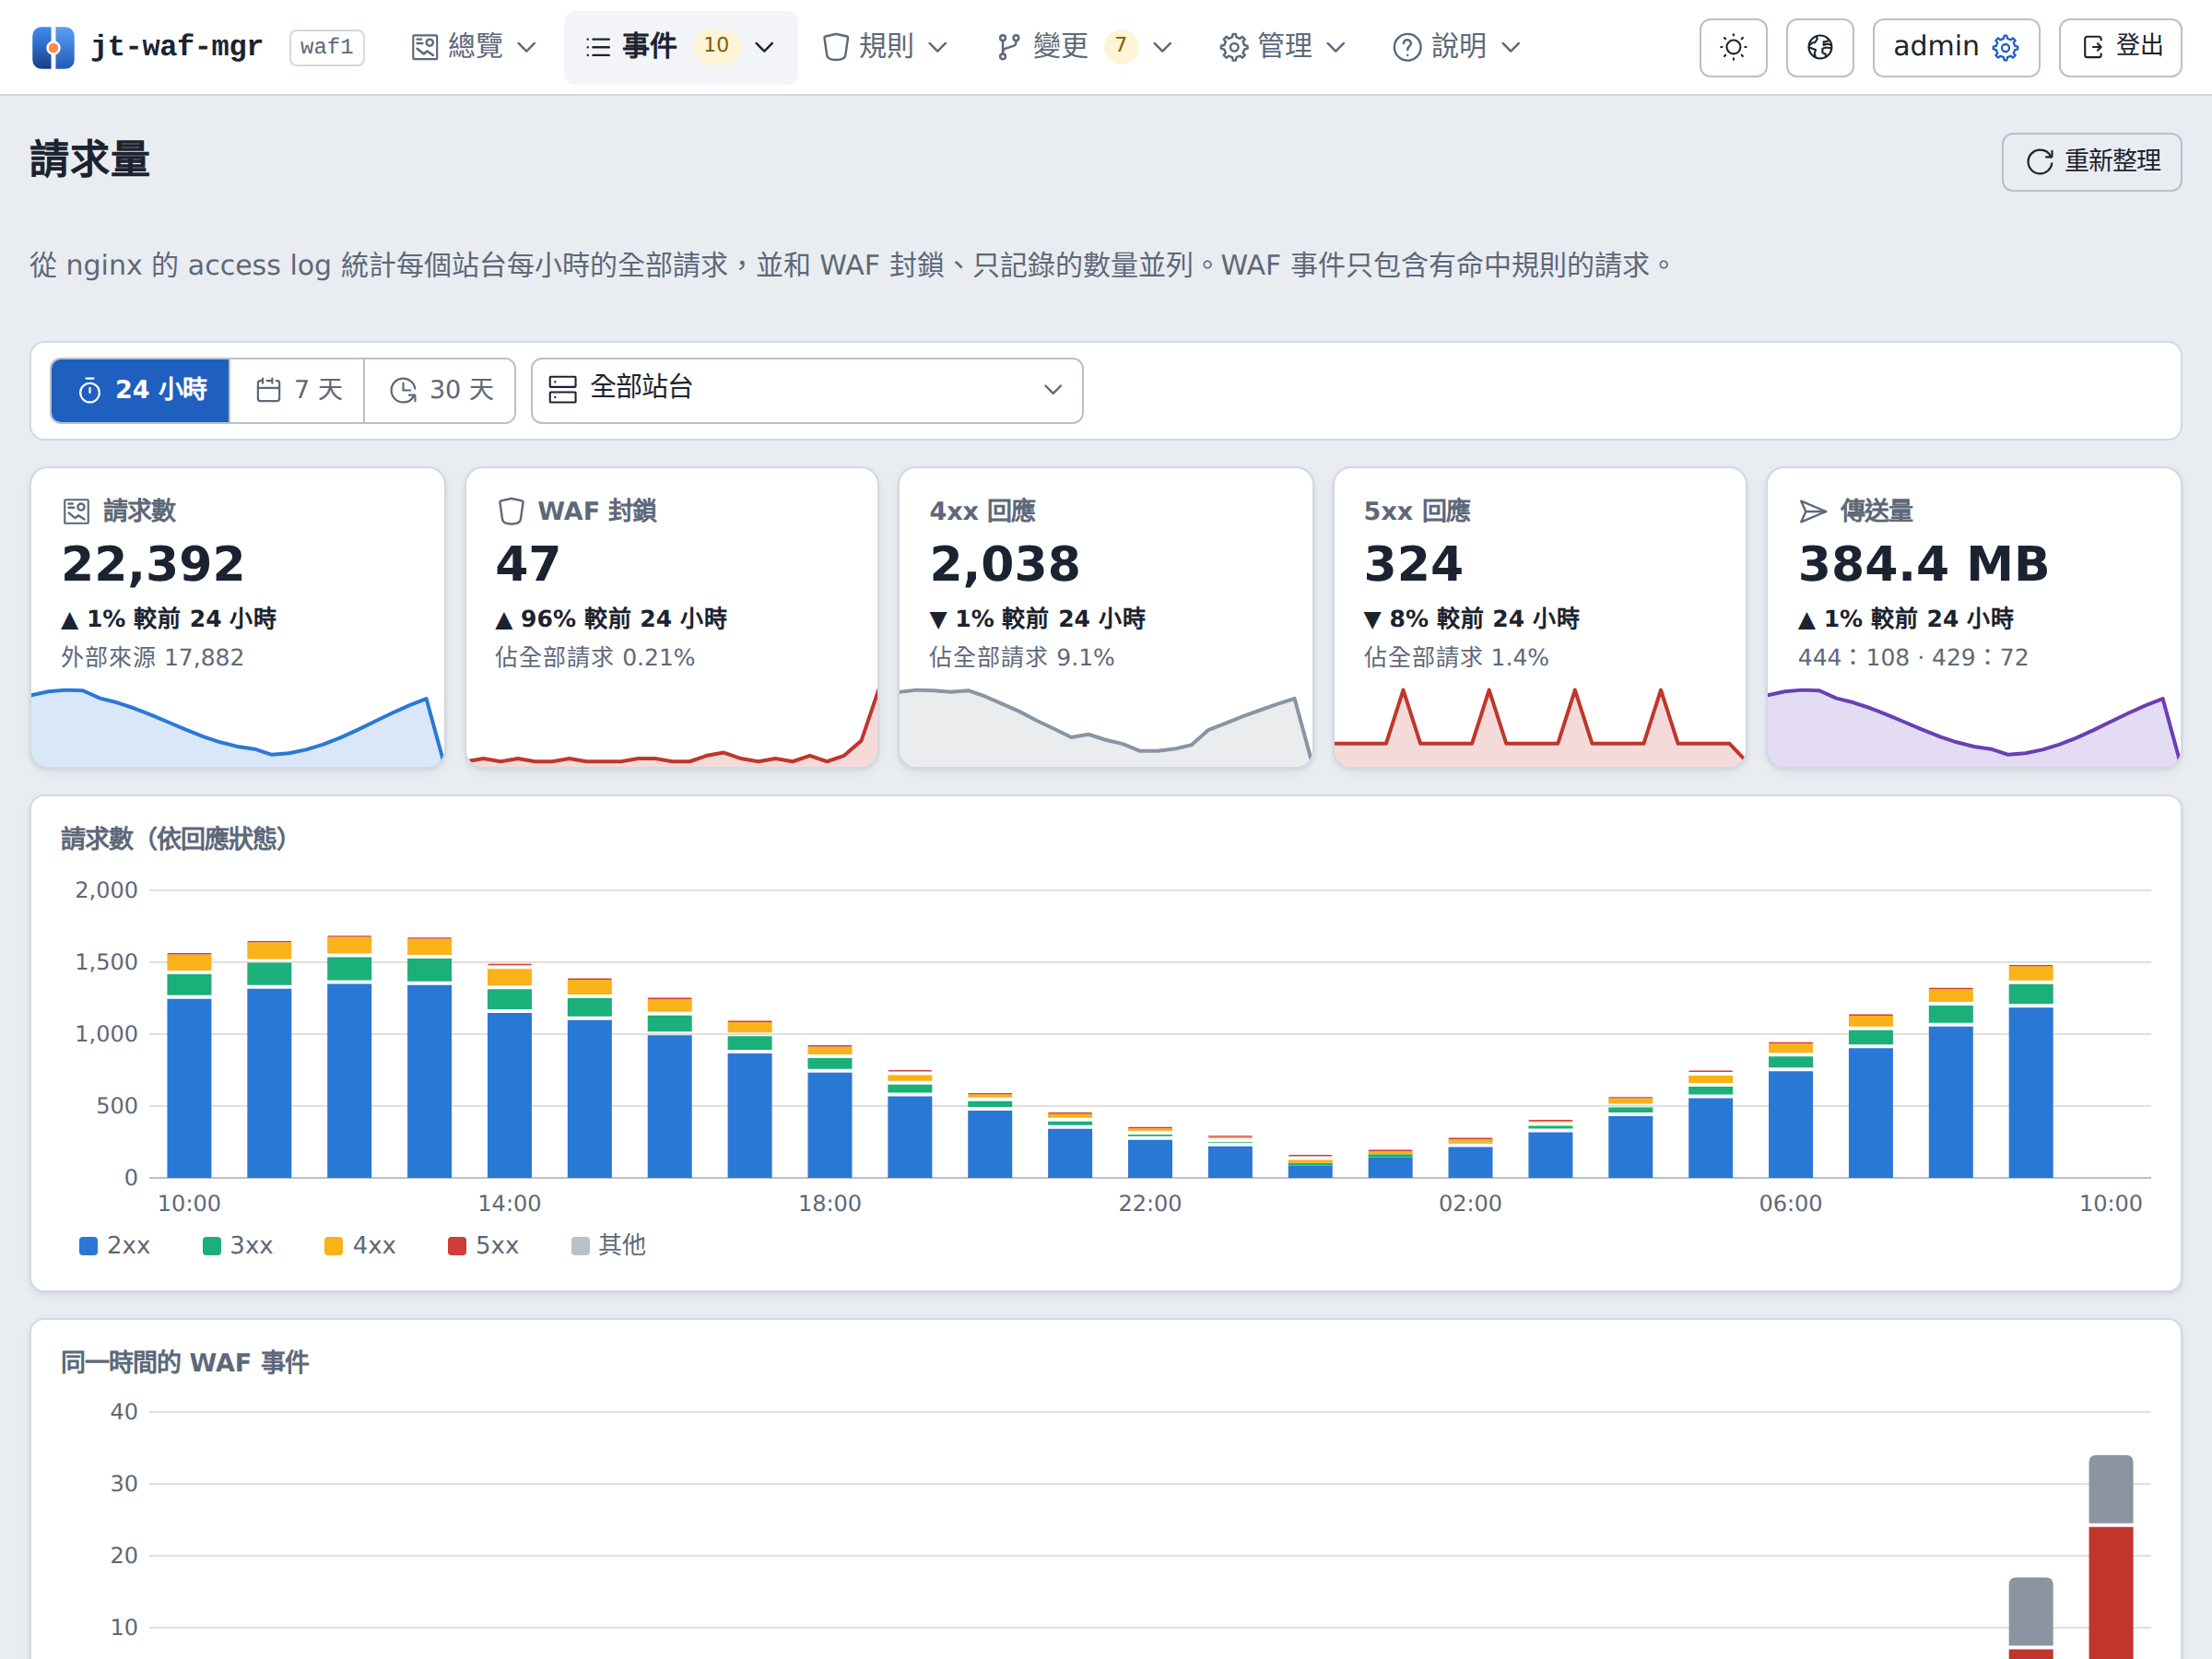 jt-waf-mgr waf1 總覽 事件 10 規則 變更 7 管理 說明 admin 登出
請求量 重新整理
從 nginx 的 access log 統計每個站台每小時的全部請求，並和 WAF 封鎖、只記錄的數量並列。WAF 事件只包含有命中規則的請求。
24 小時 7 天 30 天 全部站台
請求數 WAF 封鎖 4xx 回應 5xx 回應 傳送量
22,392 47 2,038 324 384.4 MB
▲ 1% 較前 24 小時 ▲ 96% 較前 24 小時 ▼ 1% 較前 24 小時 ▼ 8% 較前 24 小時 ▲ 1% 較前 24 小時
外部來源 17,882 佔全部請求 0.21% 佔全部請求 9.1% 佔全部請求 1.4% 444：108 · 429：72
請求數（依回應狀態）
2,000
1,500
1,000
500
0
10:00 14:00 18:00 22:00 02:00 06:00 10:00
2xx 3xx 4xx 5xx 其他
同一時間的 WAF 事件
40
30
20
10